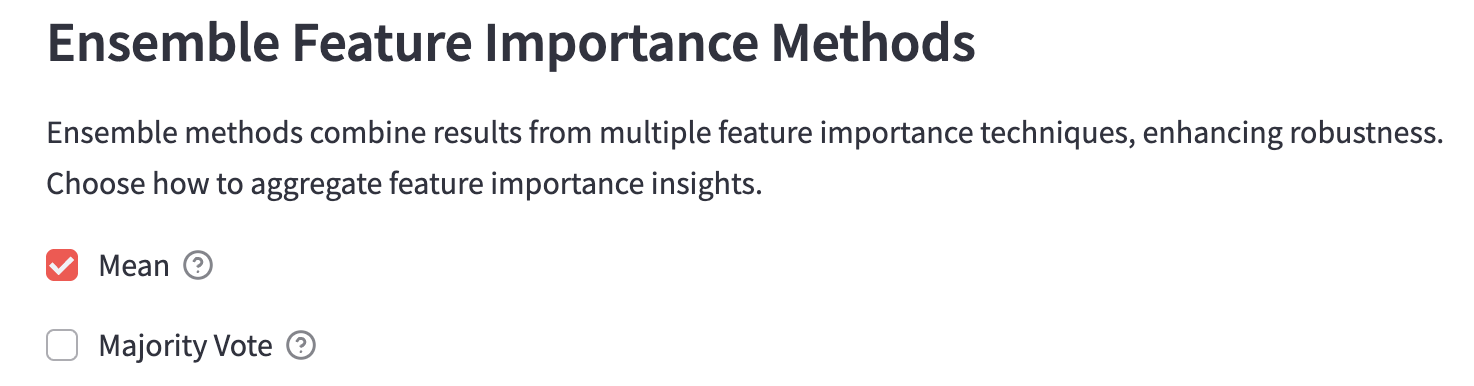 Ensemble Feature Importance Methods
Ensemble methods combine results from multiple feature importance techniques, enhancing robustness.
Choose how to aggregate feature importance insights.
Mean ?
Majority Vote ?